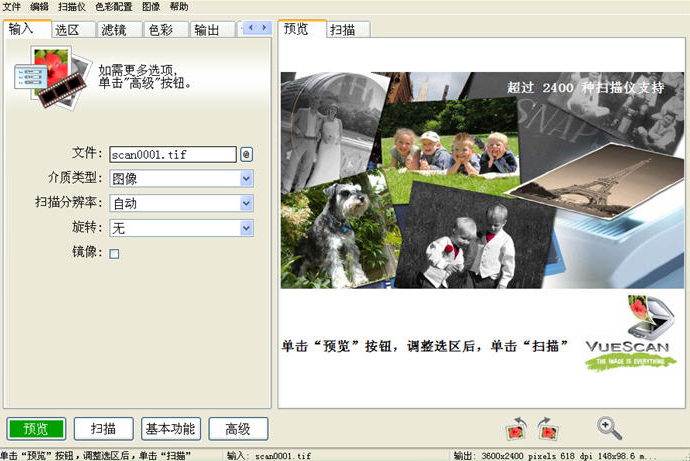 文件 编辑 扫描仪 色彩配置 图像 帮助
输入 选区 滤镜 色彩 输出
预览 扫描
如需更多选项,
单击"高级"按钮。
文件: scan0001.tif @
介质类型: 图像
扫描分辨率: 自动
旋转: 无
镜像:
超过 2400 种扫描仪支持
SNAP
单击“预览”按钮，调整选区后，单击“扫描”
VUESCAN
THE IMAGE IS EVERYTHING
预览 扫描 基本功能 高级
单击“预览”按钮，调整选区后，单击“扫描” 输入: scan0001.tif 输出: 3600x2400 pixels 618 dpi 148x98.6 m...